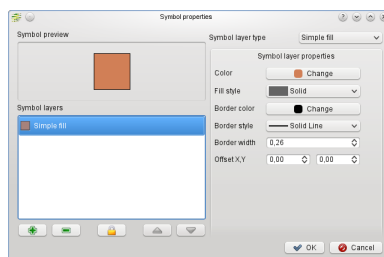 Symbol properties
Symbol preview
Symbol layers
Simple fill
Symbol layer type
Simple fill
Symbol layer properties
Color
Change
Fill style
Solid
Border color
Change
Border style
Solid Line
Border width
0,26
Offset X,Y
0,00
0,00
OK
Cancel